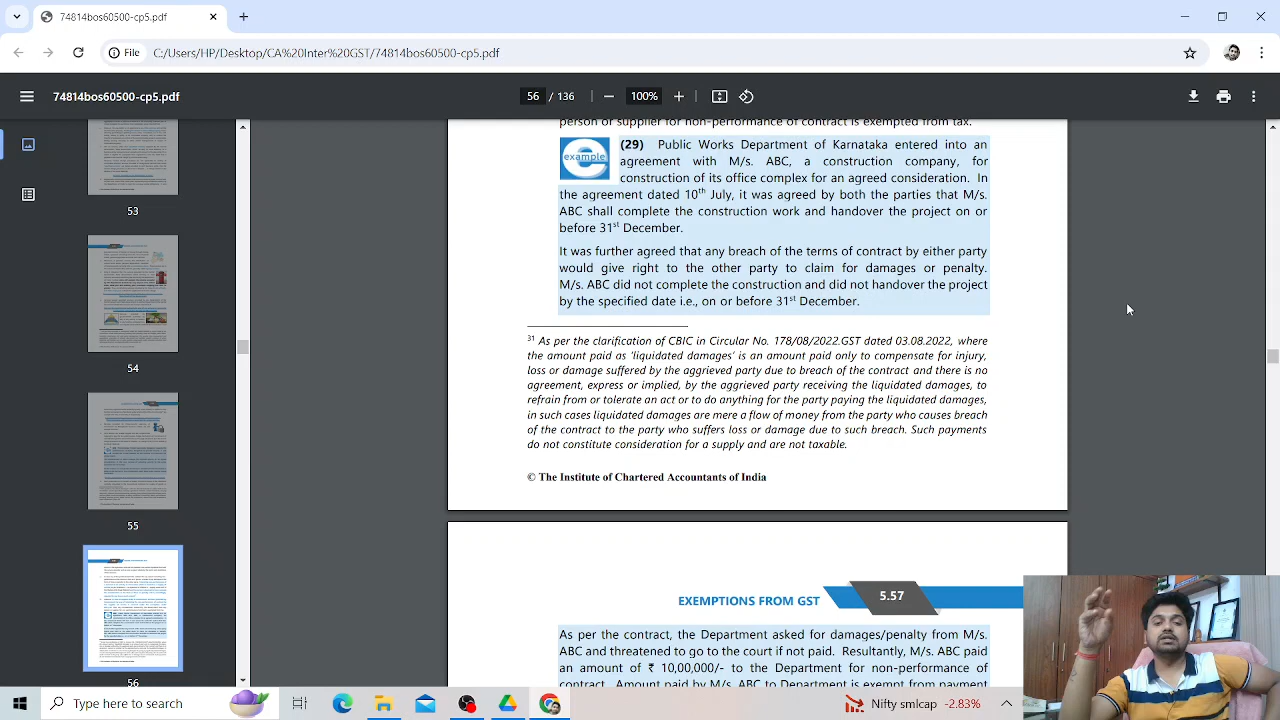 74814bos60500-cp5.pdf
File C:/Users/HP/Desktop/CA%20Inter%20GST/74814bos60500-cp5.pdf
74814bos60500-cp5.pdf 56 / 136 100%
53
54
55
56
example
(29) Public Works Department of Karnataka entered into an
agreement with M/s. ABC, a construction company, for
construction of its office complex for an agreed consideration. In
the agreement dated 10th July, it was agreed by both the parties that M/s.
ABC shall complete the construction work and handover the project on or
before 31st December.
It was further agreed that any breach of the terms of contract by either party
would give right to the other party to claim for damages or penalty.
M/s. ABC did not complete the construction and did not handover the project
by the specified date i.e., on or before 31st December.
31 As per the clarification of CBIC in Circular No. 178/08/2022 GST dated 03.08.2022, where
the amount paid as 'liquidated damages' is an amount paid only to compensate for injury,
loss or damage suffered by the aggrieved party due to breach of the contract and there is no
agreement, express or implied, by the aggrieved party receiving the liquidated damages, to
refrain from or tolerate an act or to do anything for the party paying the liquidated damages,
in such cases liquidated damages are mere a flow of money from the party who causes breach
of the contract to the party who suffers loss or damage due to such breach. Such payments
do not constitute consideration for a supply and are not taxable.
© The Institute of Chartered Accountants of India
EXEMPTIONS FROM GST 5.57
As per the contract, the Department asserts damages/penalty from M/s.
ABC and threatened to go to the court if not paid. Resultantly, M/s. ABC paid
an amount of ₹ 10,00,000/- to the Department for non-performance of
contract. Amount paid by M/s. ABC to Department is exempt from payment
Type here to search
Nifty smlcap -2.83%